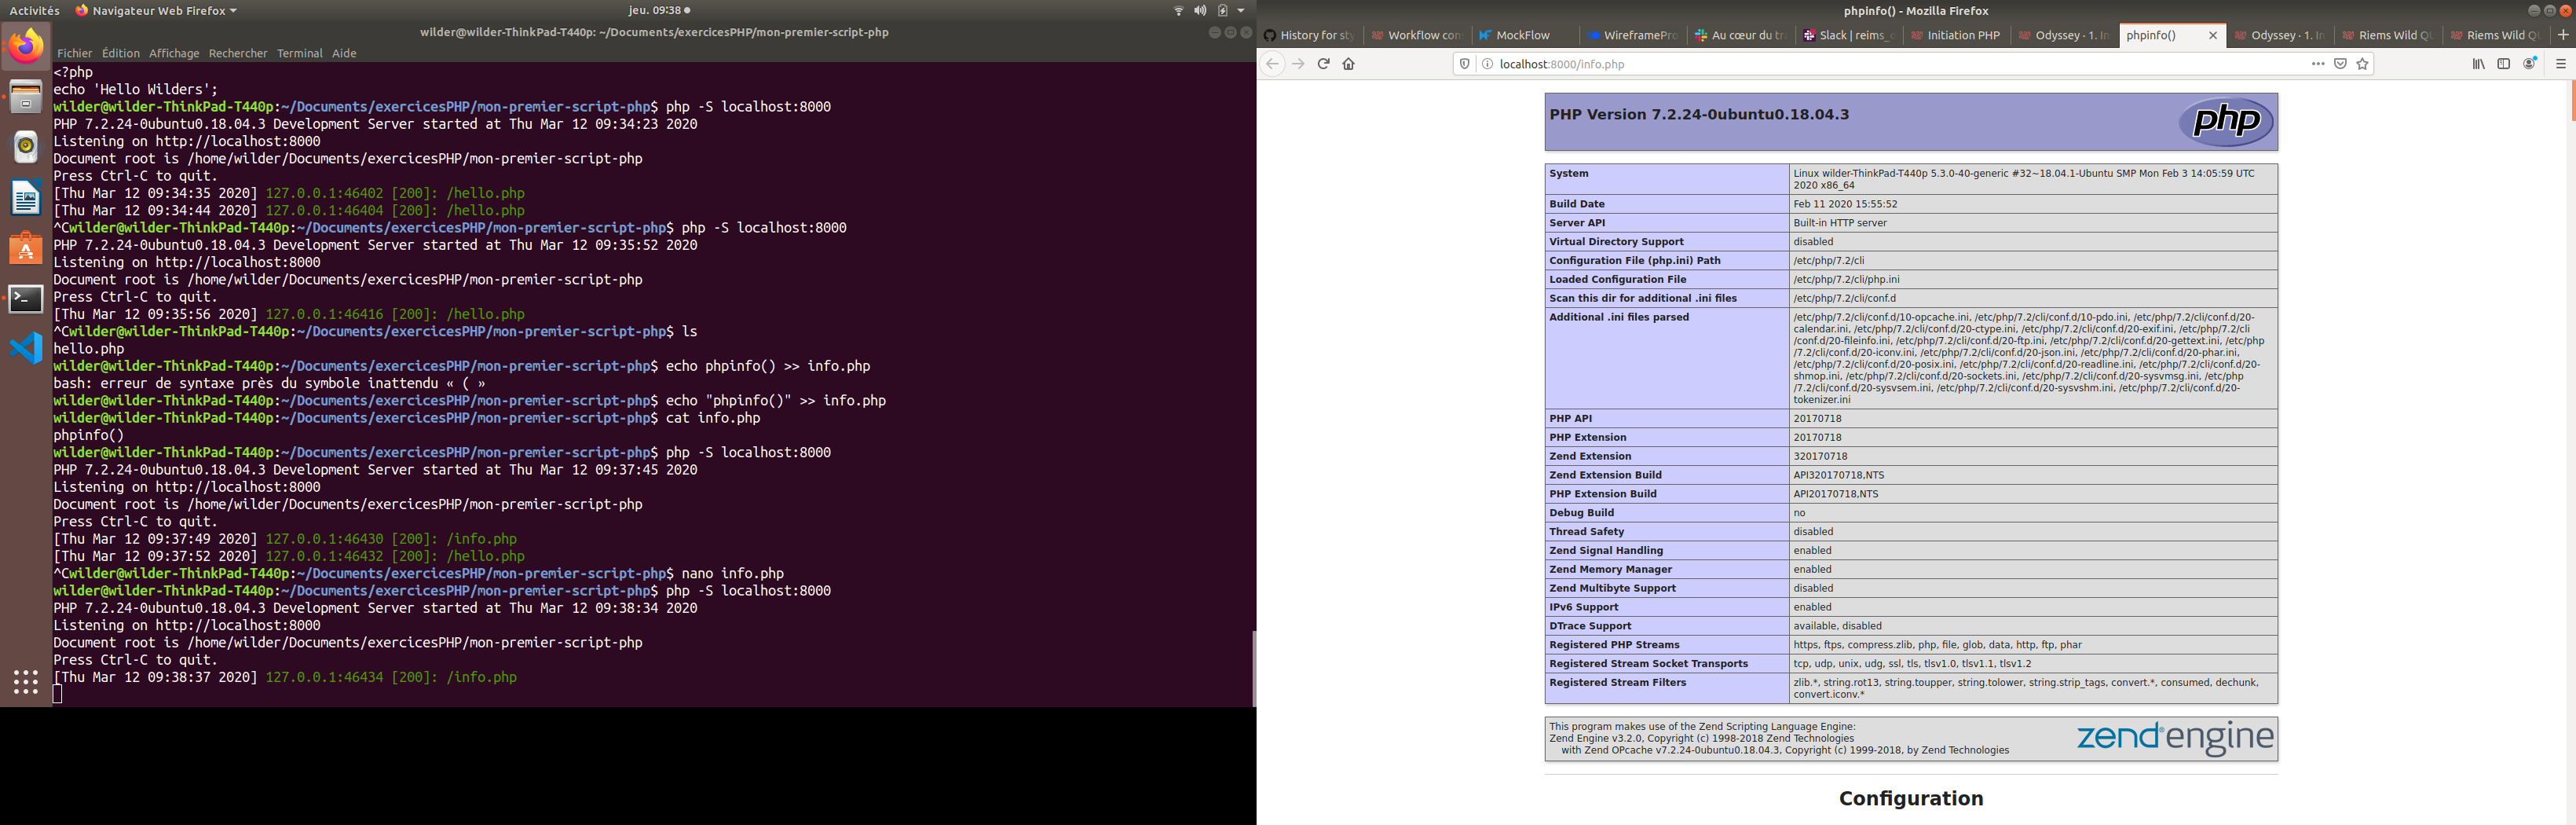 Activités
Navigateur Web Firefox
jeu. 09:38
wilder@wilder-ThinkPad-T440p: ~/Documents/exercicesPHP/mon-premier-script-php
Fichier Édition Affichage Rechercher Terminal Aide
<?php
echo 'Hello Wilders';
wilder@wilder-ThinkPad-T440p:~/Documents/exercicesPHP/mon-premier-script-php$ php -S localhost:8000
PHP 7.2.24-0ubuntu0.18.04.3 Development Server started at Thu Mar 12 09:34:23 2020
Listening on http://localhost:8000
Document root is /home/wilder/Documents/exercicesPHP/mon-premier-script-php
Press Ctrl-C to quit.
[Thu Mar 12 09:34:35 2020] 127.0.0.1:46402 [200]: /hello.php
[Thu Mar 12 09:34:44 2020] 127.0.0.1:46404 [200]: /hello.php
^Cwilder@wilder-ThinkPad-T440p:~/Documents/exercicesPHP/mon-premier-script-php$ php -S localhost:8000
PHP 7.2.24-0ubuntu0.18.04.3 Development Server started at Thu Mar 12 09:35:52 2020
Listening on http://localhost:8000
Document root is /home/wilder/Documents/exercicesPHP/mon-premier-script-php
Press Ctrl-C to quit.
[Thu Mar 12 09:35:56 2020] 127.0.0.1:46416 [200]: /hello.php
^Cwilder@wilder-ThinkPad-T440p:~/Documents/exercicesPHP/mon-premier-script-php$ ls
hello.php
wilder@wilder-ThinkPad-T440p:~/Documents/exercicesPHP/mon-premier-script-php$ echo phpinfo() >> info.php
bash: erreur de syntaxe près du symbole inattendu « ( »
wilder@wilder-ThinkPad-T440p:~/Documents/exercicesPHP/mon-premier-script-php$ echo "phpinfo()" >> info.php
wilder@wilder-ThinkPad-T440p:~/Documents/exercicesPHP/mon-premier-script-php$ cat info.php
phpinfo()
wilder@wilder-ThinkPad-T440p:~/Documents/exercicesPHP/mon-premier-script-php$ php -S localhost:8000
PHP 7.2.24-0ubuntu0.18.04.3 Development Server started at Thu Mar 12 09:37:45 2020
Listening on http://localhost:8000
Document root is /home/wilder/Documents/exercicesPHP/mon-premier-script-php
Press Ctrl-C to quit.
[Thu Mar 12 09:37:49 2020] 127.0.0.1:46430 [200]: /info.php
[Thu Mar 12 09:37:52 2020] 127.0.0.1:46432 [200]: /hello.php
^Cwilder@wilder-ThinkPad-T440p:~/Documents/exercicesPHP/mon-premier-script-php$ nano info.php
wilder@wilder-ThinkPad-T440p:~/Documents/exercicesPHP/mon-premier-script-php$ php -S localhost:8000
PHP 7.2.24-0ubuntu0.18.04.3 Development Server started at Thu Mar 12 09:38:34 2020
Listening on http://localhost:8000
Document root is /home/wilder/Documents/exercicesPHP/mon-premier-script-php
Press Ctrl-C to quit.
[Thu Mar 12 09:38:37 2020] 127.0.0.1:46434 [200]: /info.php
phpinfo() - Mozilla Firefox
History for sty
Workflow con
MockFlow
WireframePro
Au cœur du tra
Slack | reims_
Initiation PHP
Odyssey · 1. In
phpinfo()
Odyssey · 1. In
Riems Wild Qu
Riems Wild Qu
localhost:8000/info.php
PHP Version 7.2.24-0ubuntu0.18.04.3
php
System Linux wilder-ThinkPad-T440p 5.3.0-40-generic #32~18.04.1-Ubuntu SMP Mon Feb 3 14:05:59 UTC
2020 x86_64
Build Date Feb 11 2020 15:55:52
Server API Built-in HTTP server
Virtual Directory Support disabled
Configuration File (php.ini) Path /etc/php/7.2/cli
Loaded Configuration File /etc/php/7.2/cli/php.ini
Scan this dir for additional .ini files /etc/php/7.2/cli/conf.d
Additional .ini files parsed /etc/php/7.2/cli/conf.d/10-opcache.ini, /etc/php/7.2/cli/conf.d/10-pdo.ini, /etc/php/7.2/cli/conf.d/20-
calendar.ini, /etc/php/7.2/cli/conf.d/20-ctype.ini, /etc/php/7.2/cli/conf.d/20-exif.ini, /etc/php/7.2/cli
/conf.d/20-fileinfo.ini, /etc/php/7.2/cli/conf.d/20-ftp.ini, /etc/php/7.2/cli/conf.d/20-gettext.ini, /etc/php
/7.2/cli/conf.d/20-iconv.ini, /etc/php/7.2/cli/conf.d/20-json.ini, /etc/php/7.2/cli/conf.d/20-phar.ini,
/etc/php/7.2/cli/conf.d/20-posix.ini, /etc/php/7.2/cli/conf.d/20-readline.ini, /etc/php/7.2/cli/conf.d/20-
shmop.ini, /etc/php/7.2/cli/conf.d/20-sockets.ini, /etc/php/7.2/cli/conf.d/20-sysvmsg.ini, /etc/php
/7.2/cli/conf.d/20-sysvsem.ini, /etc/php/7.2/cli/conf.d/20-sysvshm.ini, /etc/php/7.2/cli/conf.d/20-
tokenizer.ini
PHP API 20170718
PHP Extension 20170718
Zend Extension 320170718
Zend Extension Build API320170718,NTS
PHP Extension Build API20170718,NTS
Debug Build no
Thread Safety disabled
Zend Signal Handling enabled
Zend Memory Manager enabled
Zend Multibyte Support disabled
IPv6 Support enabled
DTrace Support available, disabled
Registered PHP Streams https, ftps, compress.zlib, php, file, glob, data, http, ftp, phar
Registered Stream Socket Transports tcp, udp, unix, udg, ssl, tls, tlsv1.0, tlsv1.1, tlsv1.2
Registered Stream Filters zlib.*, string.rot13, string.toupper, string.tolower, string.strip_tags, convert.*, consumed, dechunk,
convert.iconv.*
This program makes use of the Zend Scripting Language Engine:
Zend Engine v3.2.0, Copyright (c) 1998-2018 Zend Technologies
with Zend OPcache v7.2.24-0ubuntu0.18.04.3, Copyright (c) 1999-2018, by Zend Technologies
zend engine
Configuration